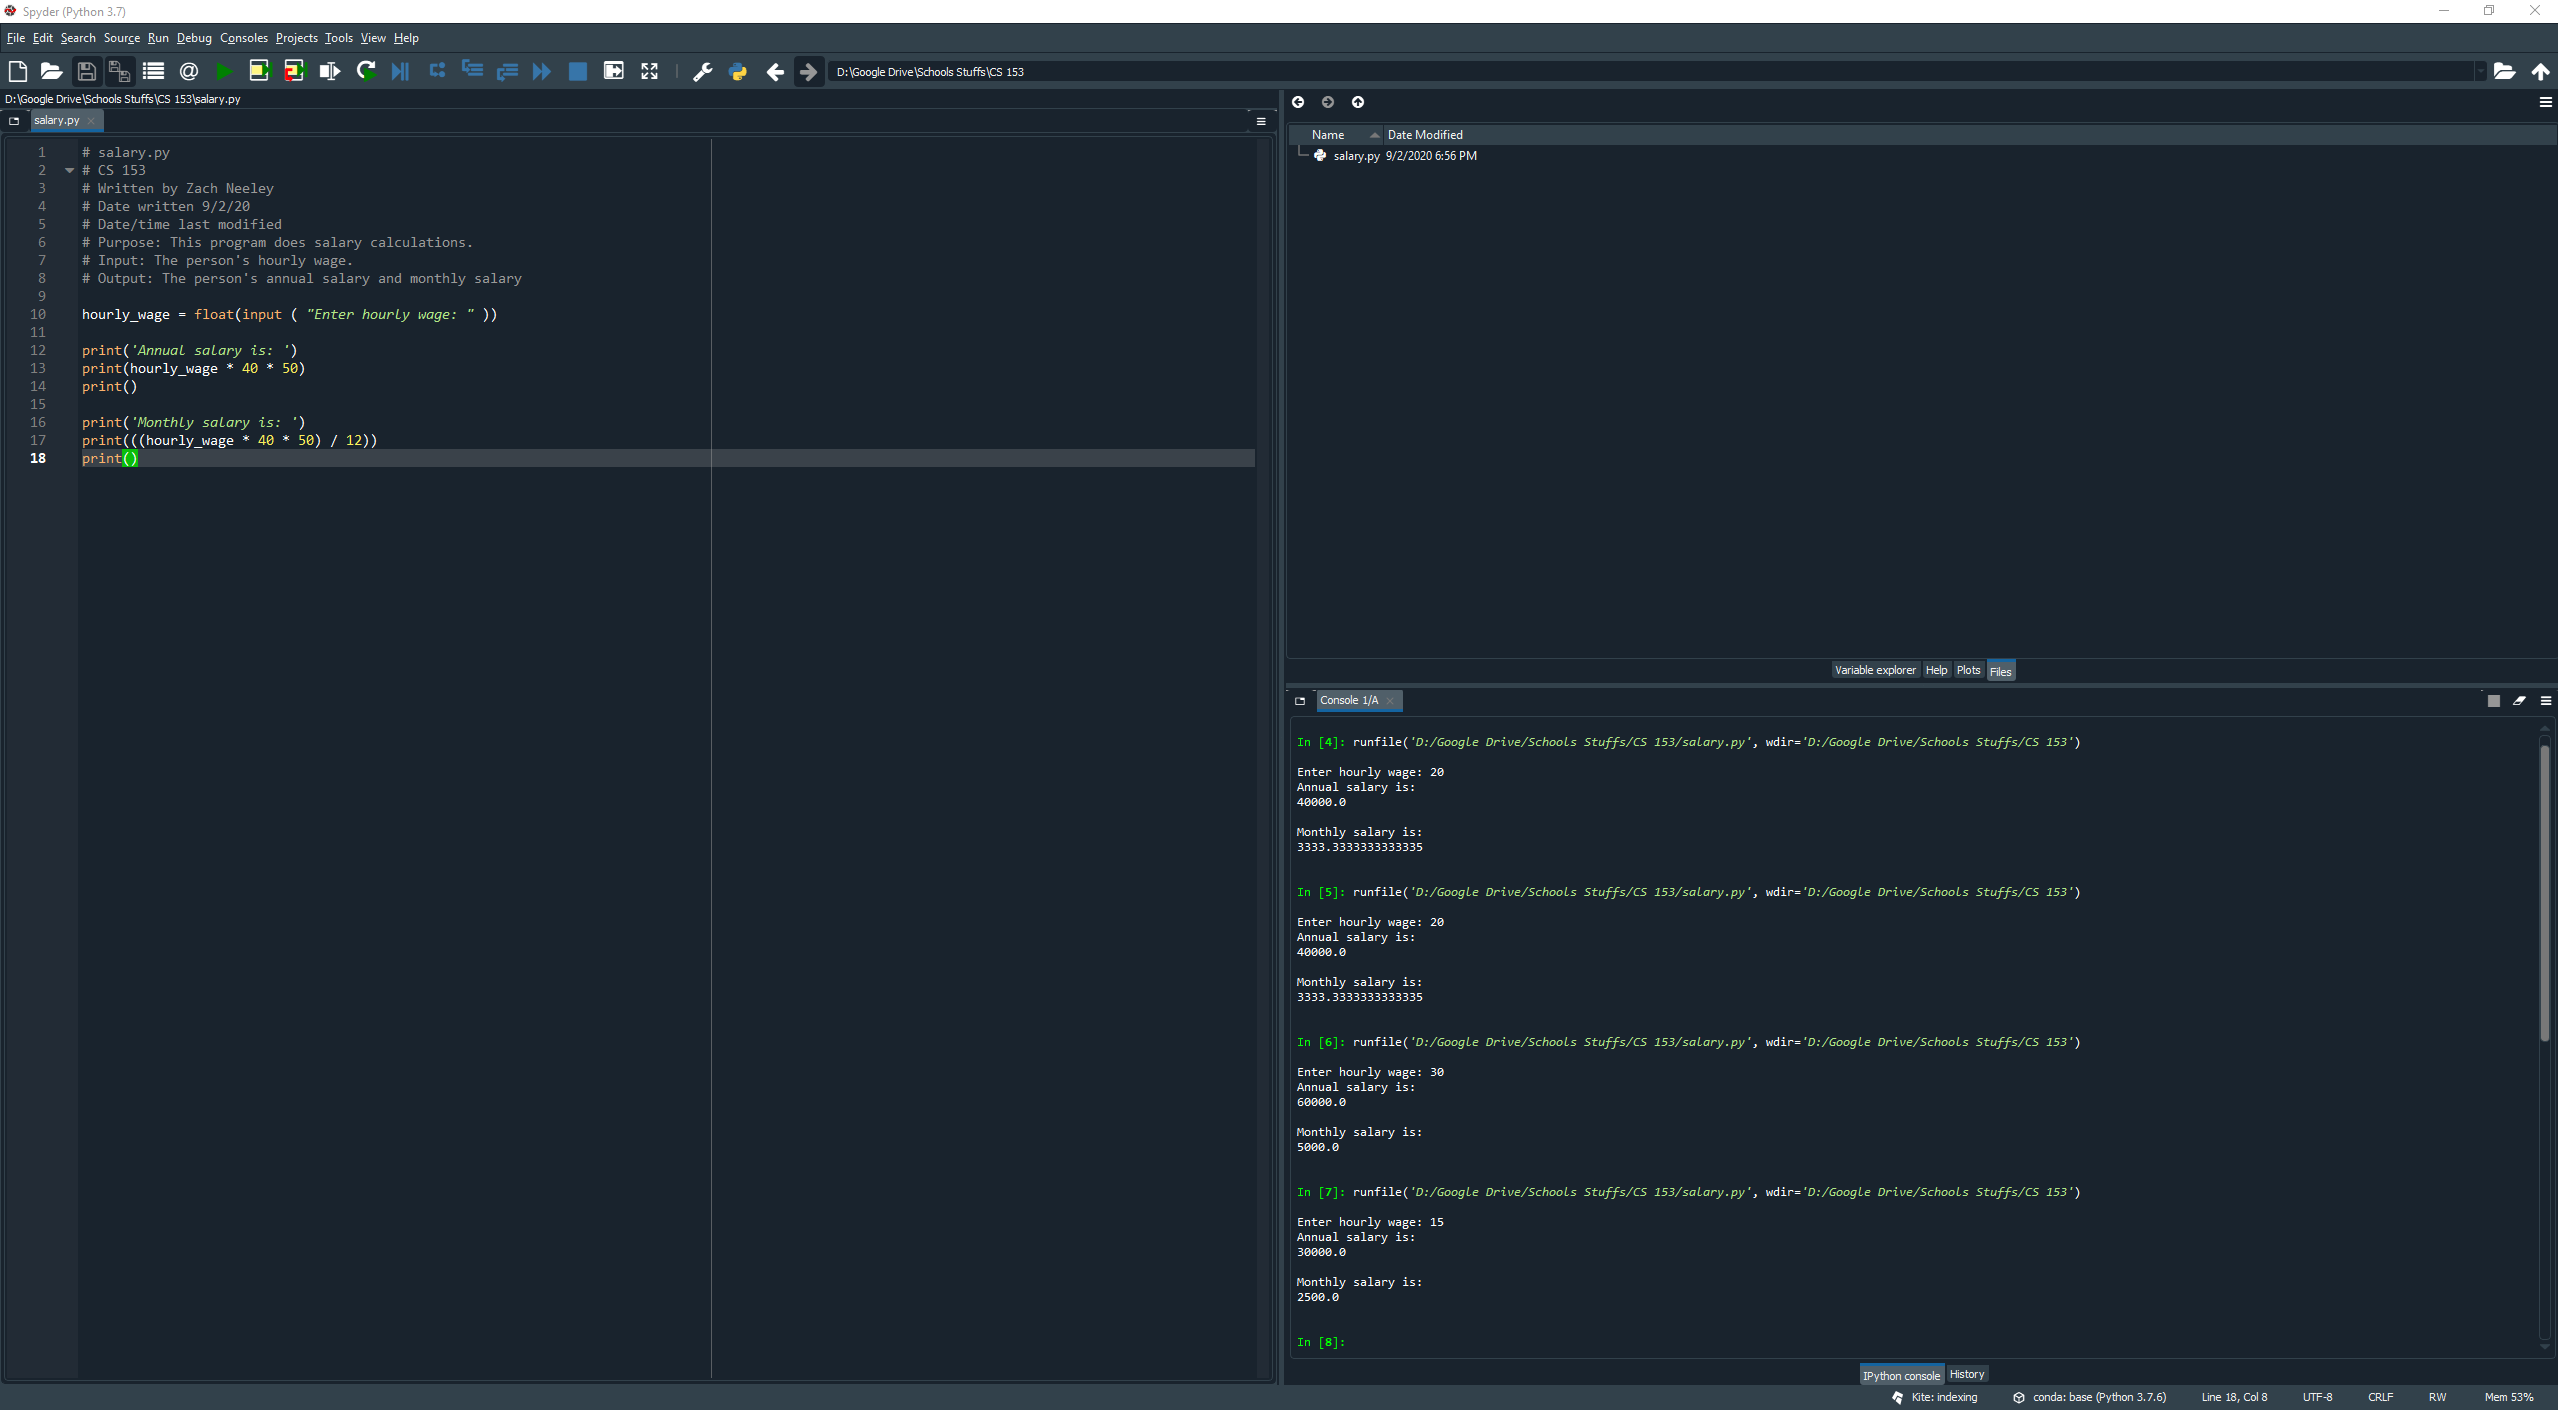 Spyder (Python 3.7)
File Edit Search Source Run Debug Consoles Projects Tools View Help
D:\Google Drive\Schools Stuffs\CS 153
D:\Google Drive\Schools Stuffs\CS 153\salary.py
salary.py
1 # salary.py
2 # CS 153
3 # Written by Zach Neeley
4 # Date written 9/2/20
5 # Date/time last modified
6 # Purpose: This program does salary calculations.
7 # Input: The person's hourly wage.
8 # Output: The person's annual salary and monthly salary
9
10 hourly_wage = float(input ( "Enter hourly wage: " ))
11
12 print('Annual salary is: ')
13 print(hourly_wage * 40 * 50)
14 print()
15
16 print('Monthly salary is: ')
17 print(((hourly_wage * 40 * 50) / 12))
18 print()
Name Date Modified
salary.py 9/2/2020 6:56 PM
Variable explorer Help Plots Files
Console 1/A
In [4]: runfile('D:/Google Drive/Schools Stuffs/CS 153/salary.py', wdir='D:/Google Drive/Schools Stuffs/CS 153')
Enter hourly wage: 20
Annual salary is:
40000.0
Monthly salary is:
3333.3333333333335
In [5]: runfile('D:/Google Drive/Schools Stuffs/CS 153/salary.py', wdir='D:/Google Drive/Schools Stuffs/CS 153')
Enter hourly wage: 20
Annual salary is:
40000.0
Monthly salary is:
3333.3333333333335
In [6]: runfile('D:/Google Drive/Schools Stuffs/CS 153/salary.py', wdir='D:/Google Drive/Schools Stuffs/CS 153')
Enter hourly wage: 30
Annual salary is:
60000.0
Monthly salary is:
5000.0
In [7]: runfile('D:/Google Drive/Schools Stuffs/CS 153/salary.py', wdir='D:/Google Drive/Schools Stuffs/CS 153')
Enter hourly wage: 15
Annual salary is:
30000.0
Monthly salary is:
2500.0
In [8]:
IPython console History
Kite: indexing conda: base (Python 3.7.6) Line 18, Col 8 UTF-8 CRLF RW Mem 53%